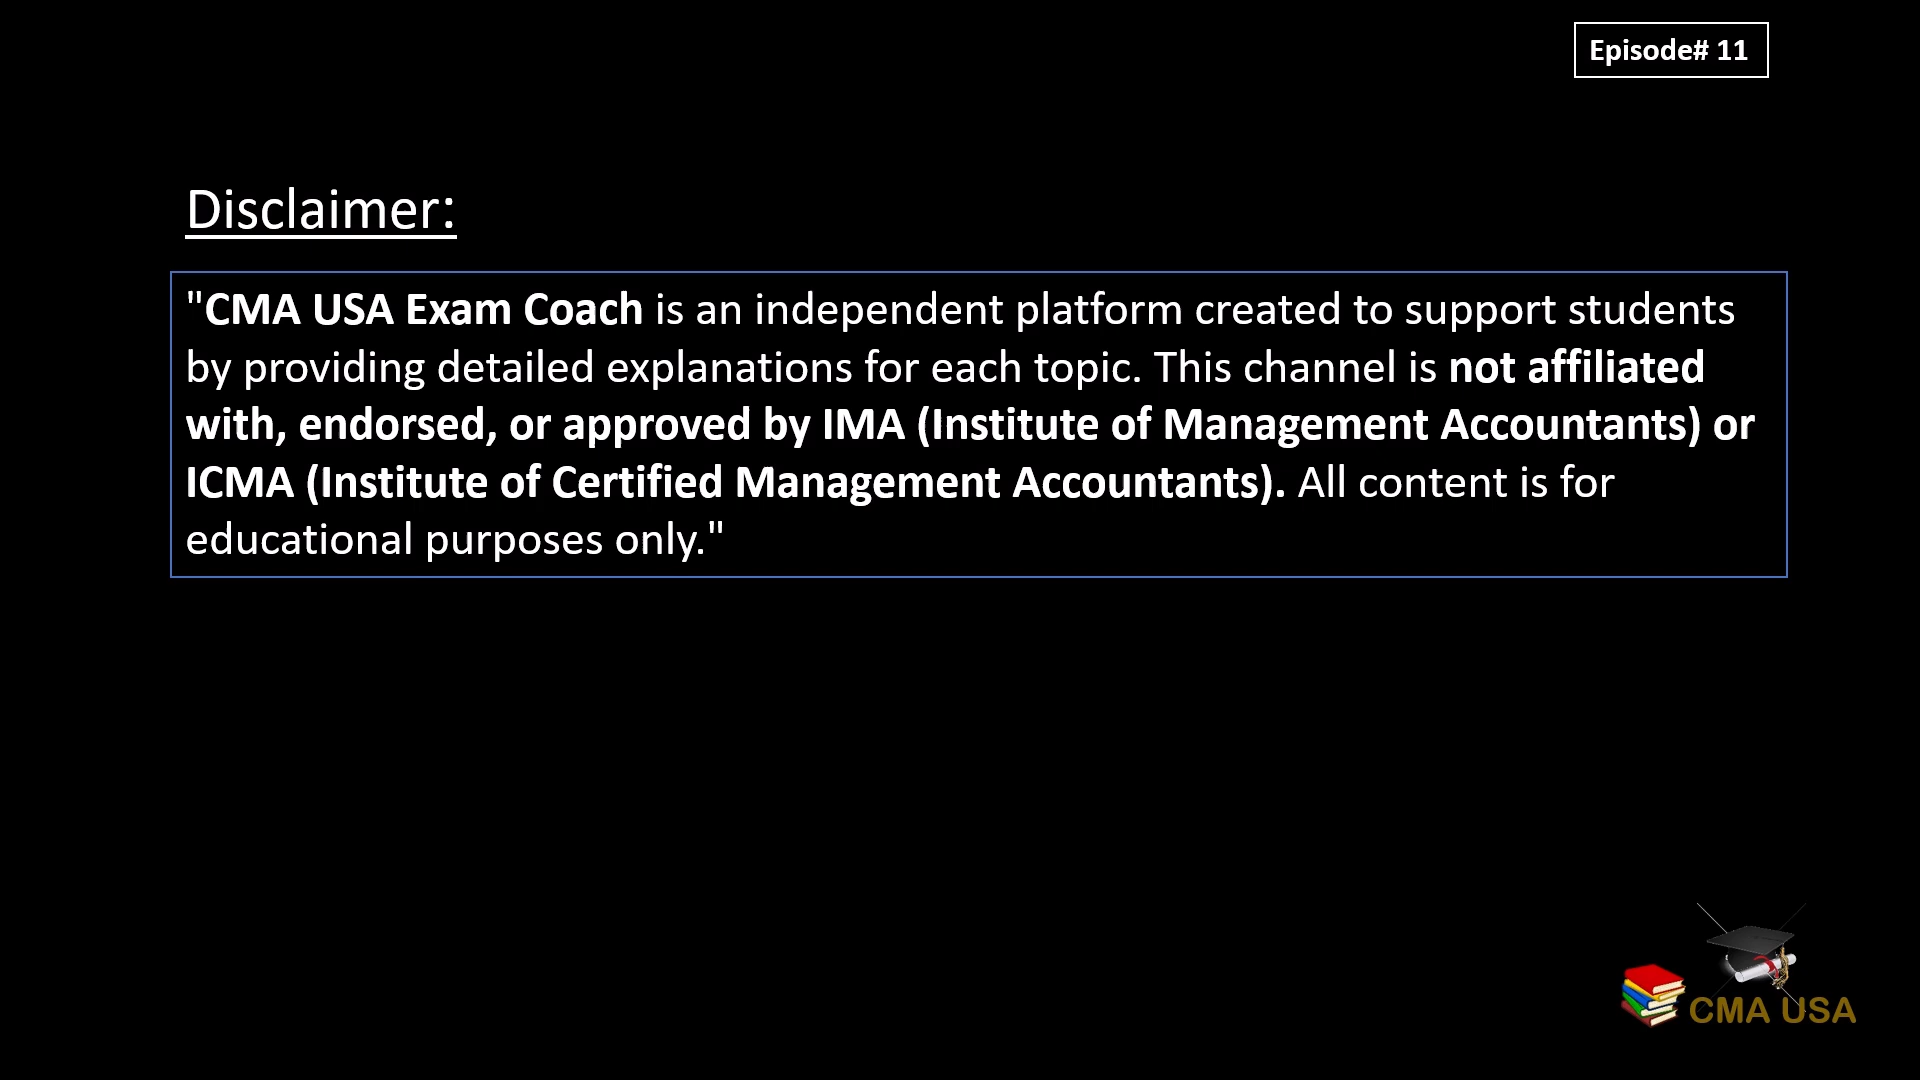 Episode# 11
Disclaimer:
"CMA USA Exam Coach is an independent platform created to support students
by providing detailed explanations for each topic. This channel is not affiliated
with, endorsed, or approved by IMA (Institute of Management Accountants) or
ICMA (Institute of Certified Management Accountants). All content is for
educational purposes only."
CMA USA